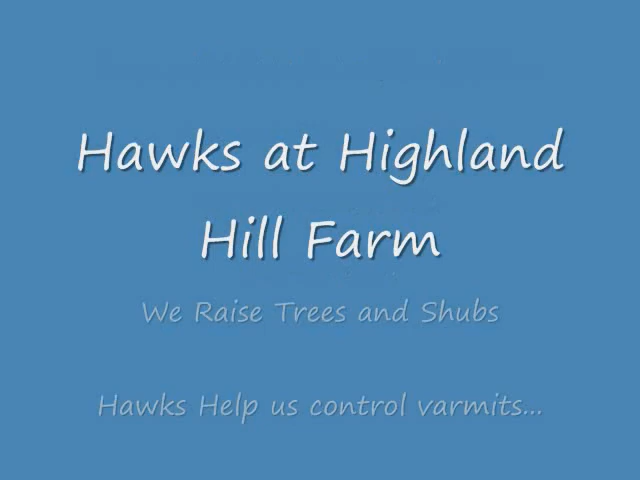 Hawks at Highland
Hill Farm
We Raise Trees and Shubs
Hawks Help us control varmits...